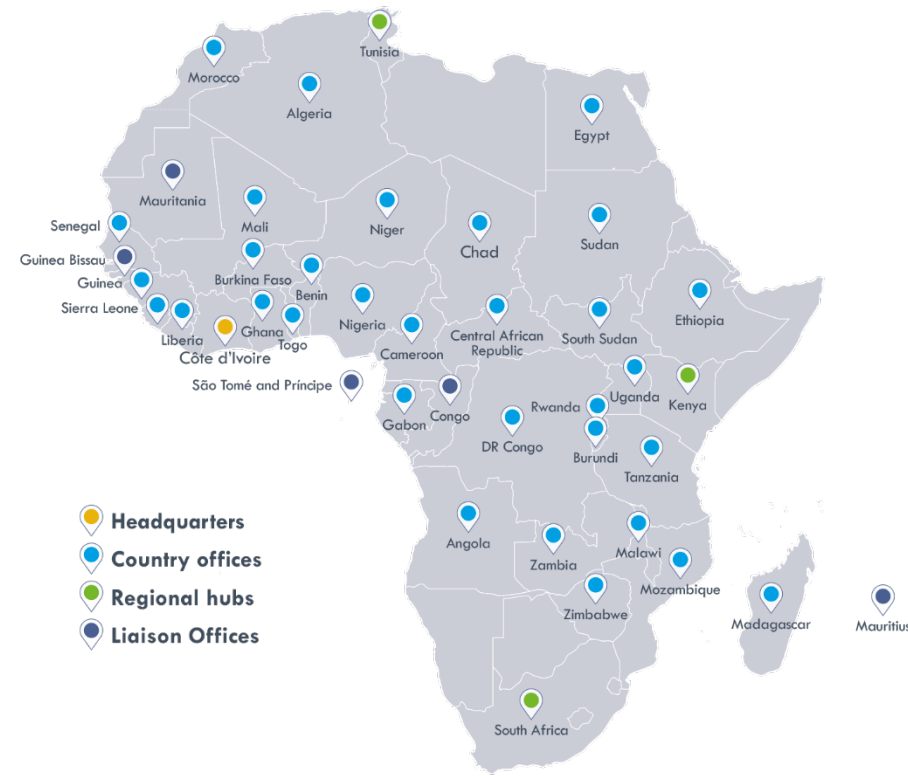 Tunisia
Morocco
Algeria
Egypt
Mauritania
Mali
Niger
Chad
Sudan
Senegal
Guinea Bissau
Guinea
Burkina Faso
Benin
Sierra Leone
Liberia
Ghana
Togo
Nigeria
Cameroon
Central African
Republic
South Sudan
Ethiopia
Côte d'Ivoire
São Tomé and Príncipe
Gabon
Congo
DR Congo
Rwanda
Uganda
Kenya
Burundi
Tanzania
Angola
Zambia
Malawi
Mozambique
Zimbabwe
Madagascar
Mauritius
South Africa
Headquarters
Country offices
Regional hubs
Liaison Offices